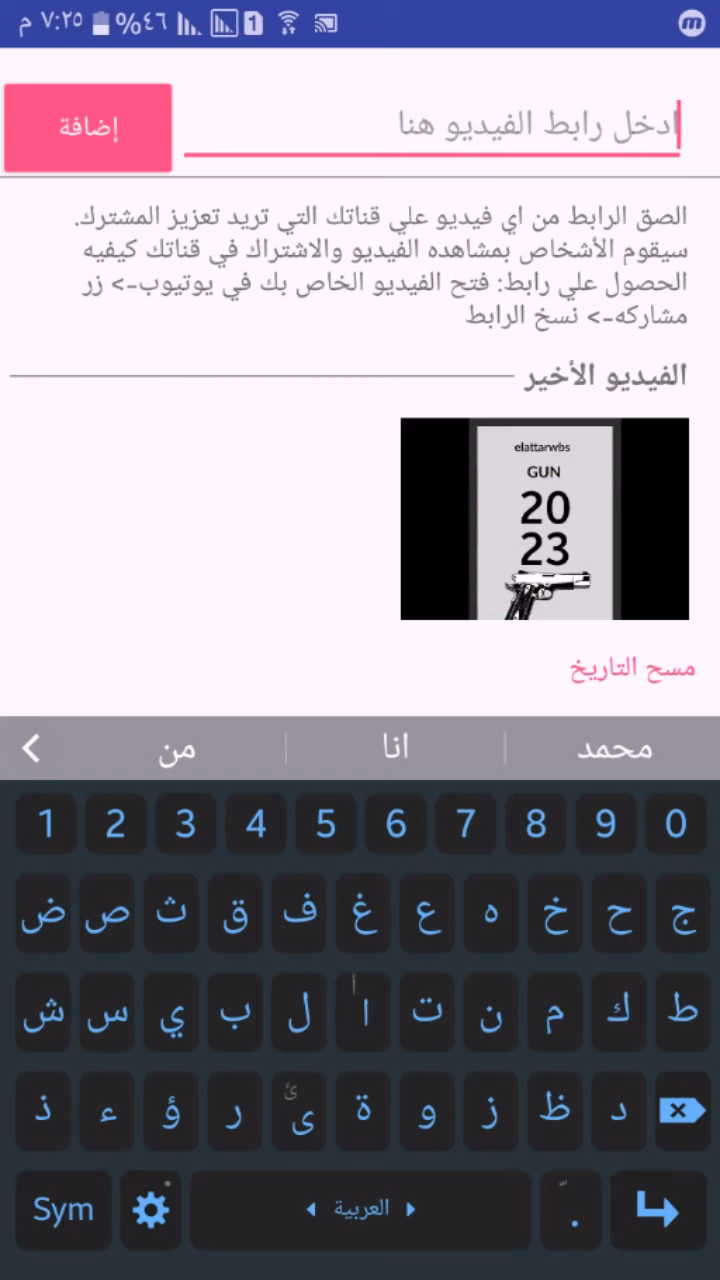 ٧:٢٥ م ٤٦% 1 m
ادخل رابط الفيديو هنا
إضافة
الصق الرابط من اي فيديو علي قناتك التي تريد تعزيز المشترك.
سيقوم الأشخاص بمشاهده الفيديو والاشتراك في قناتك كيفيه
الحصول علي رابط: فتح الفيديو الخاص بك في يوتيوب-> زر
مشاركه-> نسخ الرابط
الفيديو الأخير
elattarwbs
GUN
20
23
مسح التاريخ
محمد انا من
1 2 3 4 5 6 7 8 9 0
ج ح خ ه ع غ ف ق ث ص ض
ط ك م ن ت ا أ ل ب ي س ش
د ظ ز و ة ى ئ ر ؤ ء ذ
Sym العربية .